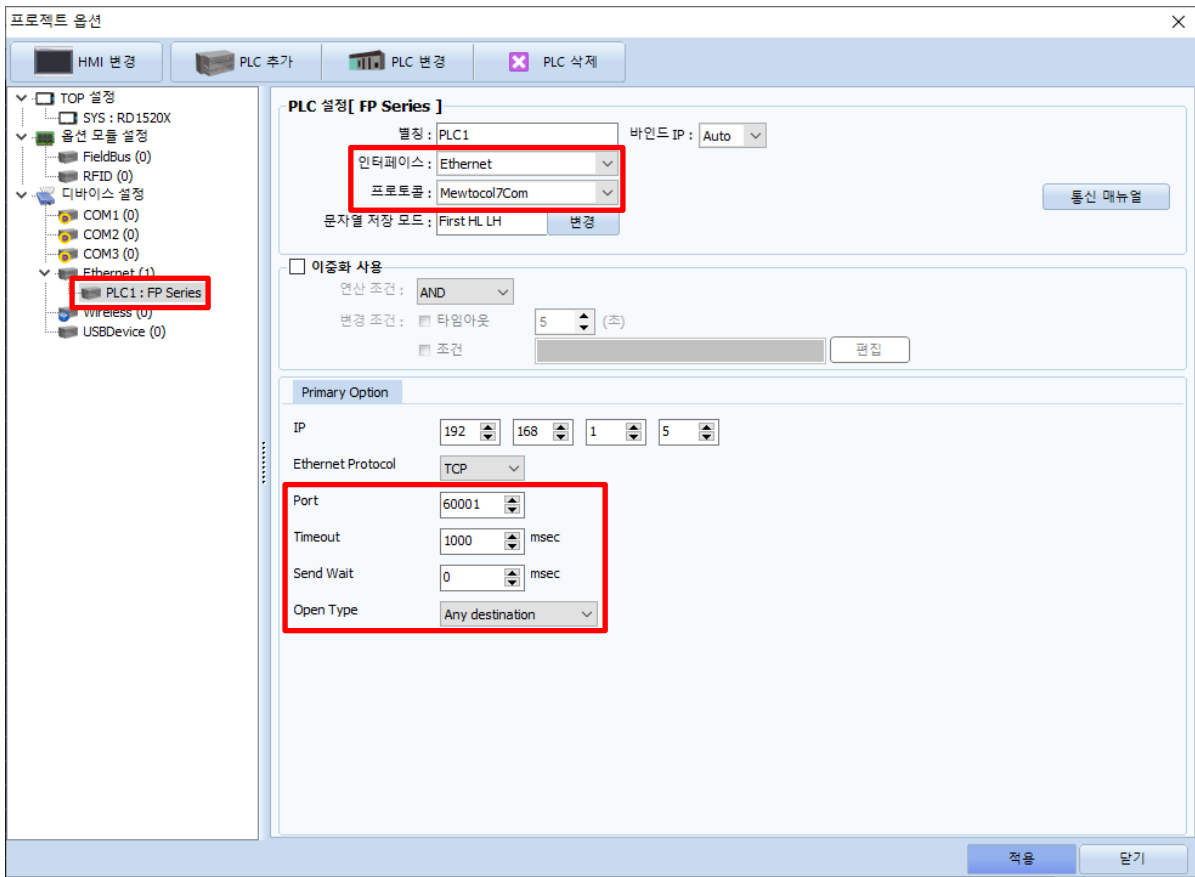 프로젝트 옵션
HMI 변경
PLC 추가
PLC 변경
PLC 삭제
TOP 설정
SYS : RD1520X
옵션 모듈 설정
FieldBus (0)
RFID (0)
디바이스 설정
COM1 (0)
COM2 (0)
COM3 (0)
Ethernet (1)
PLC1 : FP Series
Wireless (0)
USBDevice (0)
PLC 설정[ FP Series ]
별칭 : PLC1 바인드 IP : Auto
인터페이스 : Ethernet
프로토콜 : Mewtocol7Com
통신 매뉴얼
문자열 저장 모드 : First HL LH 변경
이중화 사용
연산 조건 : AND
변경 조건 : 타임아웃 5 (초)
조건 편집
Primary Option
IP 192 168 1 5
Ethernet Protocol TCP
Port 60001
Timeout 1000 msec
Send Wait 0 msec
Open Type Any destination
적용 닫기